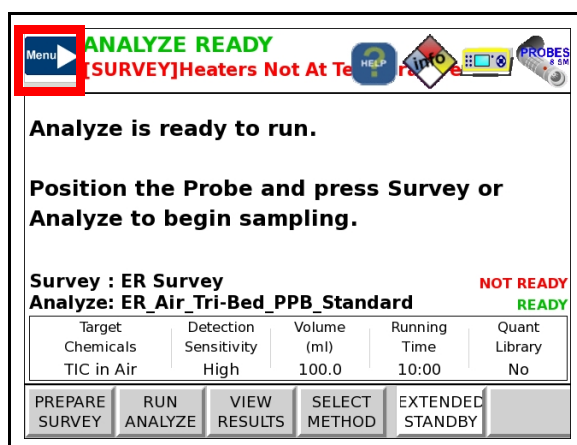 Menu
ANALYZE READY
[SURVEY]Heaters Not At Te
HELP
info
PROBES
& SM
Analyze is ready to run.
Position the Probe and press Survey or
Analyze to begin sampling.
Survey : ER Survey
NOT READY
Analyze: ER_Air_Tri-Bed_PPB_Standard
READY
Target Chemicals
Detection Sensitivity
Volume (ml)
Running Time
Quant Library
TIC in Air
High
100.0
10:00
No
PREPARE SURVEY
RUN ANALYZE
VIEW RESULTS
SELECT METHOD
EXTENDED STANDBY